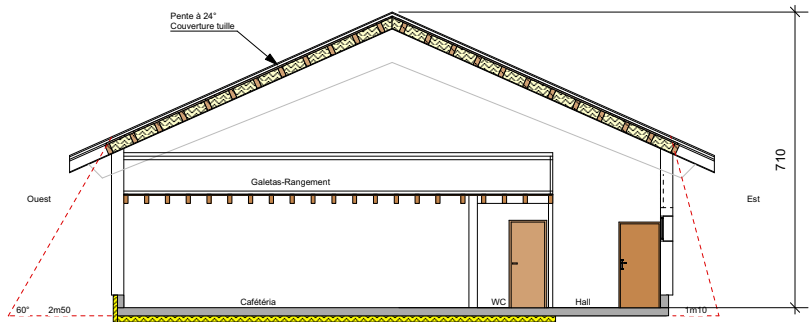 Pente à 24°
Couverture tuille
710
Galetas-Rangement
Ouest
Est
Cafétéria
WC
Hall
60°
2m50
1m10